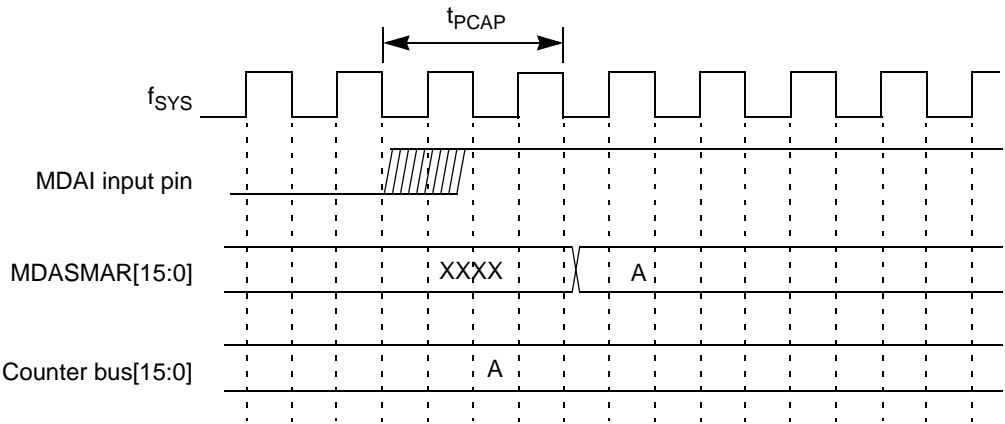 tPCAP
fSYS
MDAI input pin
MDASMAR[15:0]
XXXX
A
Counter bus[15:0]
A